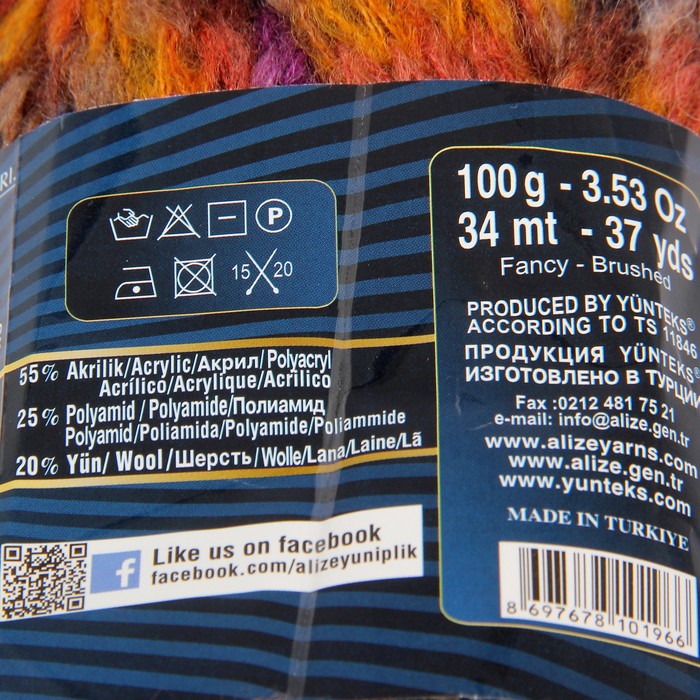 RI.
P
15 20
55% Akrilik/Acrylic/Акрил/Polyacryl
Acrílico/Acrylique/Acrilico
25% Polyamid / Polyamide/Полиамид
Polyamid/Poliamida/Polyamide/Poliammide
20% Yün/ Wool/Шерсть/Wolle/Lana/Laine/Lã
Like us on facebook
facebook.com/alizeyuniplik
100 g - 3.53 Oz
34 mt - 37 yds
Fancy - Brushed
PRODUCED BY YÜNTEKS®
ACCORDING TO TS 11846
ПРОДУКЦИЯ YÜNTEKS®
ИЗГОТОВЛЕНО В ТУРЦИИ
Fax :0212 481 75 21
e-mail: info@alize.gen.tr
www.alizeyarns.com
www.alize.gen.tr
www.yunteks.com
MADE IN TURKIYE
8 697678 101966